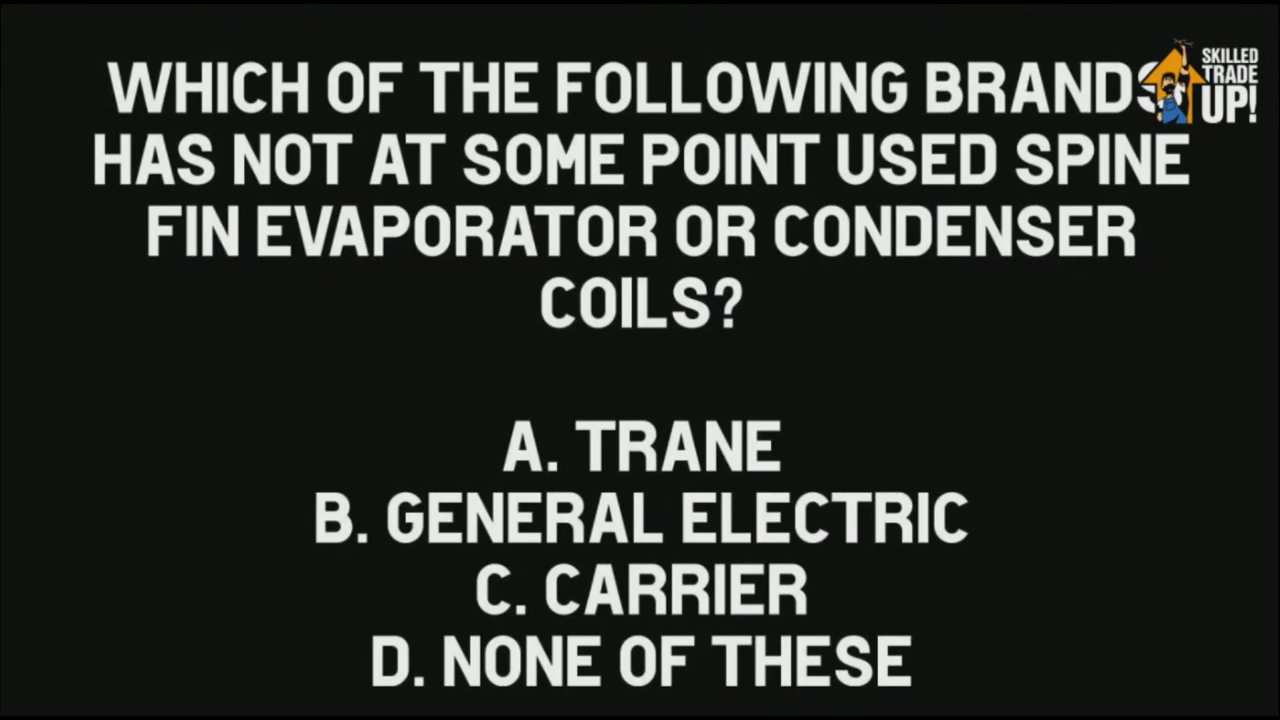 WHICH OF THE FOLLOWING BRANDS
HAS NOT AT SOME POINT USED SPINE
FIN EVAPORATOR OR CONDENSER
COILS?
A. TRANE
B. GENERAL ELECTRIC
C. CARRIER
D. NONE OF THESE
SKILLED
TRADE
UP!